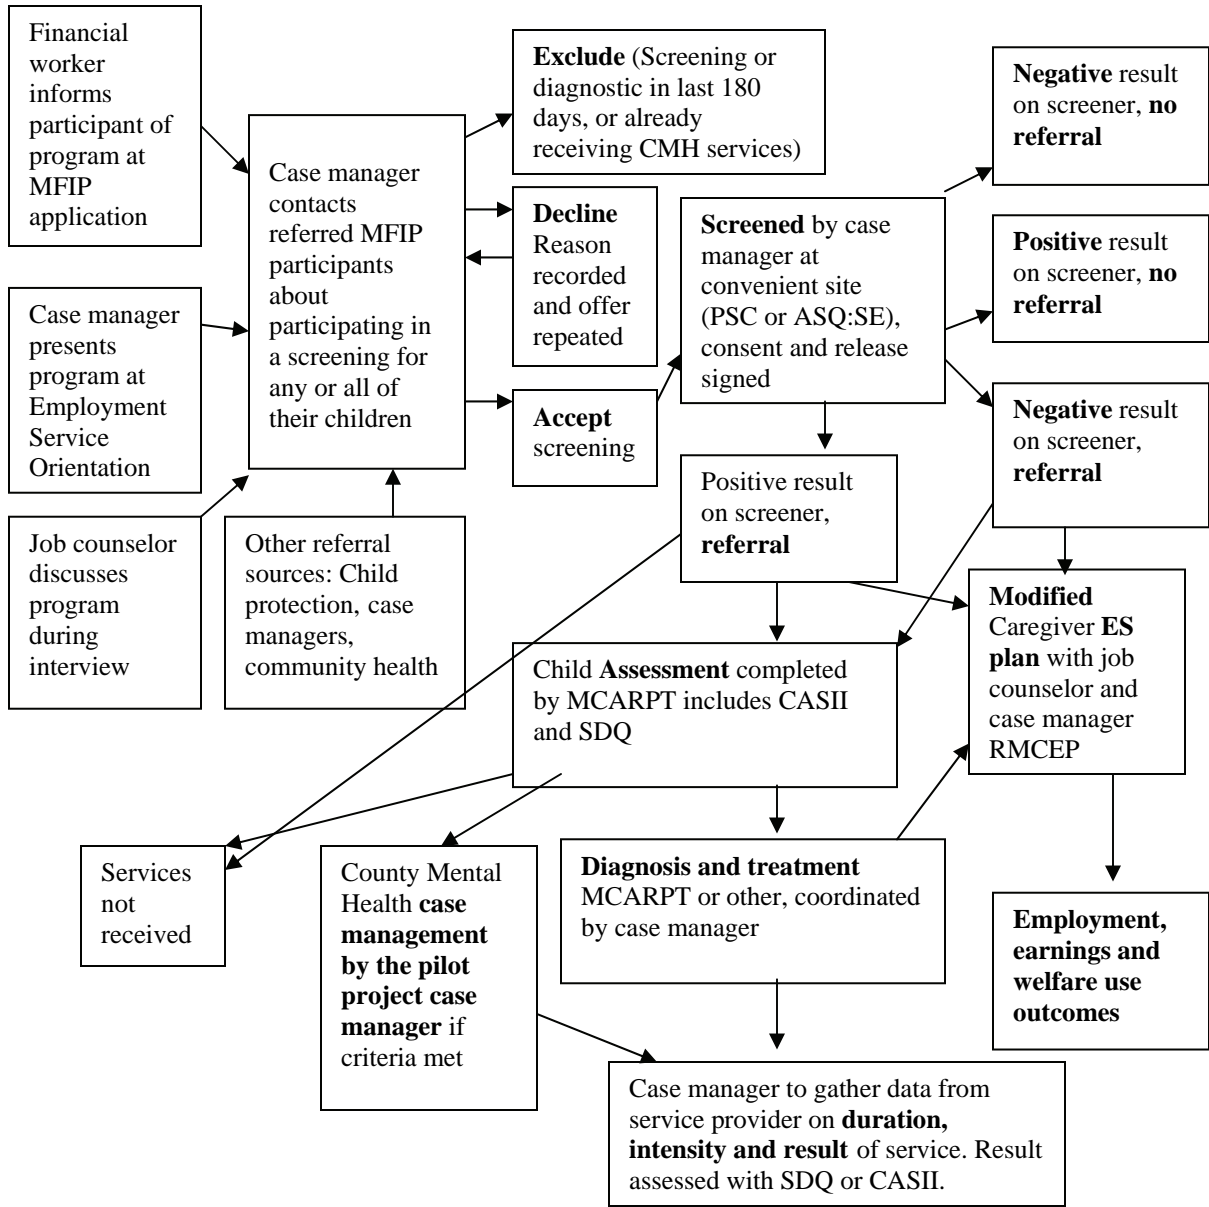 Financial
worker
informs
participant of
program at
MFIP
application
Case manager
presents
program at
Employment
Service
Orientation
Job counselor
discusses
program
during
interview
Other referral
sources: Child
protection, case
managers,
community health
Case manager
contacts
referred MFIP
participants
about
participating in
a screening for
any or all of
their children
Exclude (Screening or
diagnostic in last 180
days, or already
receiving CMH services)
Decline
Reason
recorded
and offer
repeated
Accept
screening
Screened by case
manager at
convenient site
(PSC or ASQ:SE),
consent and release
signed
Negative result
on screener, no
referral
Positive result
on screener, no
referral
Negative result
on screener,
referral
Positive result
on screener,
referral
Modified
Caregiver ES
plan with job
counselor and
case manager
RMCEP
Child Assessment completed
by MCARPT includes CASII
and SDQ
Services
not
received
County Mental
Health case
management
by the pilot
project case
manager if
criteria met
Diagnosis and treatment
MCARPT or other, coordinated
by case manager
Employment,
earnings and
welfare use
outcomes
Case manager to gather data from
service provider on duration,
intensity and result of service. Result
assessed with SDQ or CASII.